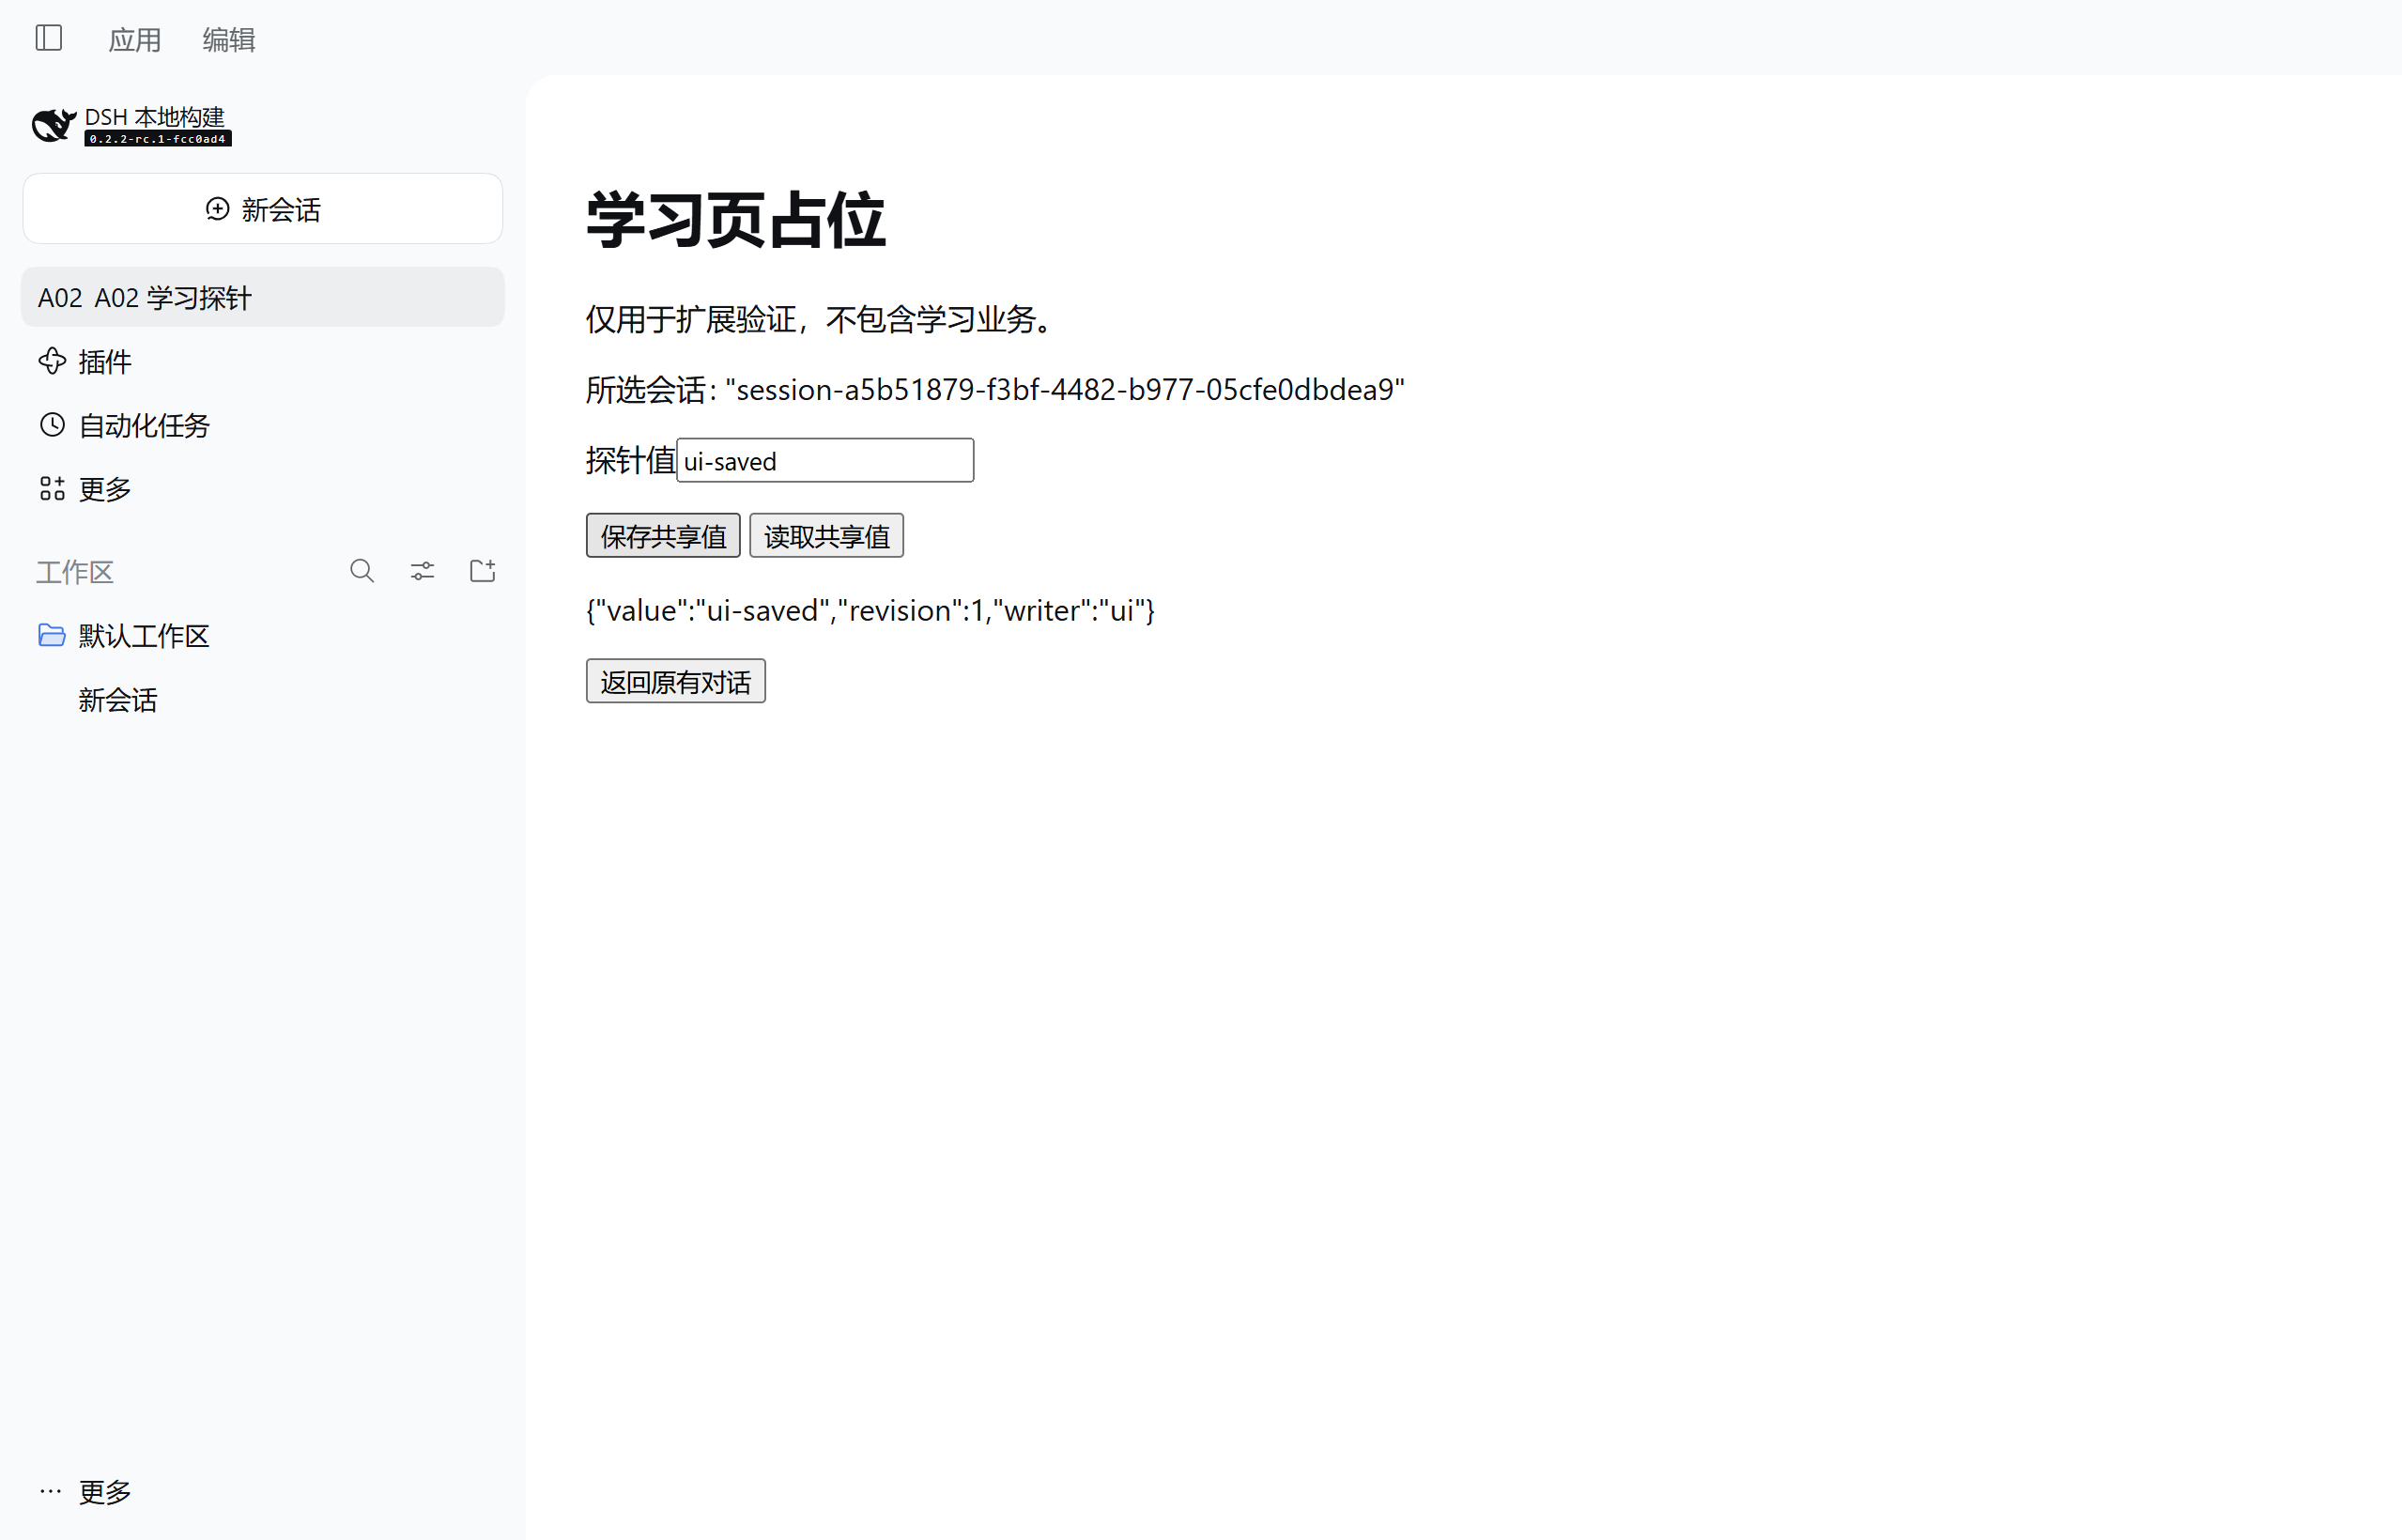 应用 编辑
DSH 本地构建
0.2.2-rc.1-fcc0ad4
新会话
A02 A02 学习探针
插件
自动化任务
更多
工作区
默认工作区
新会话
更多
学习页占位
仅用于扩展验证，不包含学习业务。
所选会话："session-a5b51879-f3bf-4482-b977-05cfe0dbdea9"
探针值 ui-saved
保存共享值 读取共享值
{"value":"ui-saved","revision":1,"writer":"ui"}
返回原有对话